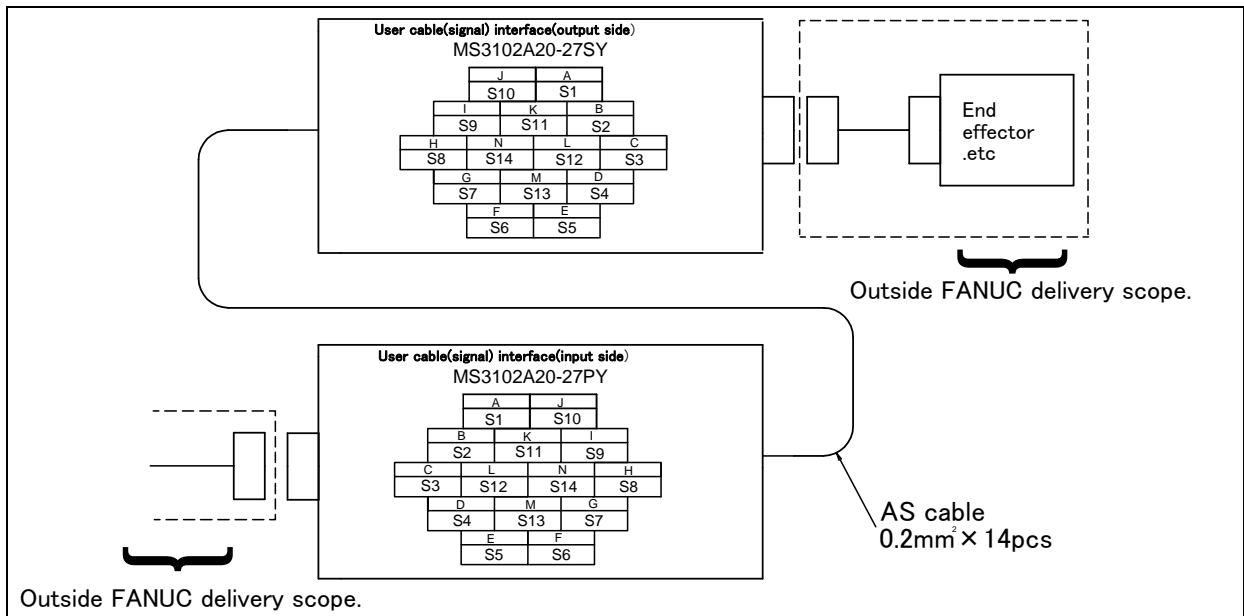 User cable(signal) interface(output side)
MS3102A20-27SY
J A
S10 S1
I K B
S9 S11 S2
H N L C
S8 S14 S12 S3
G M D
S7 S13 S4
F E
S6 S5
End
effector
.etc
Outside FANUC delivery scope.
User cable(signal) interface(input side)
MS3102A20-27PY
A J
S1 S10
B K I
S2 S11 S9
C L N H
S3 S12 S14 S8
D M G
S4 S13 S7
E F
S5 S6
AS cable
0.2mm²×14pcs
Outside FANUC delivery scope.